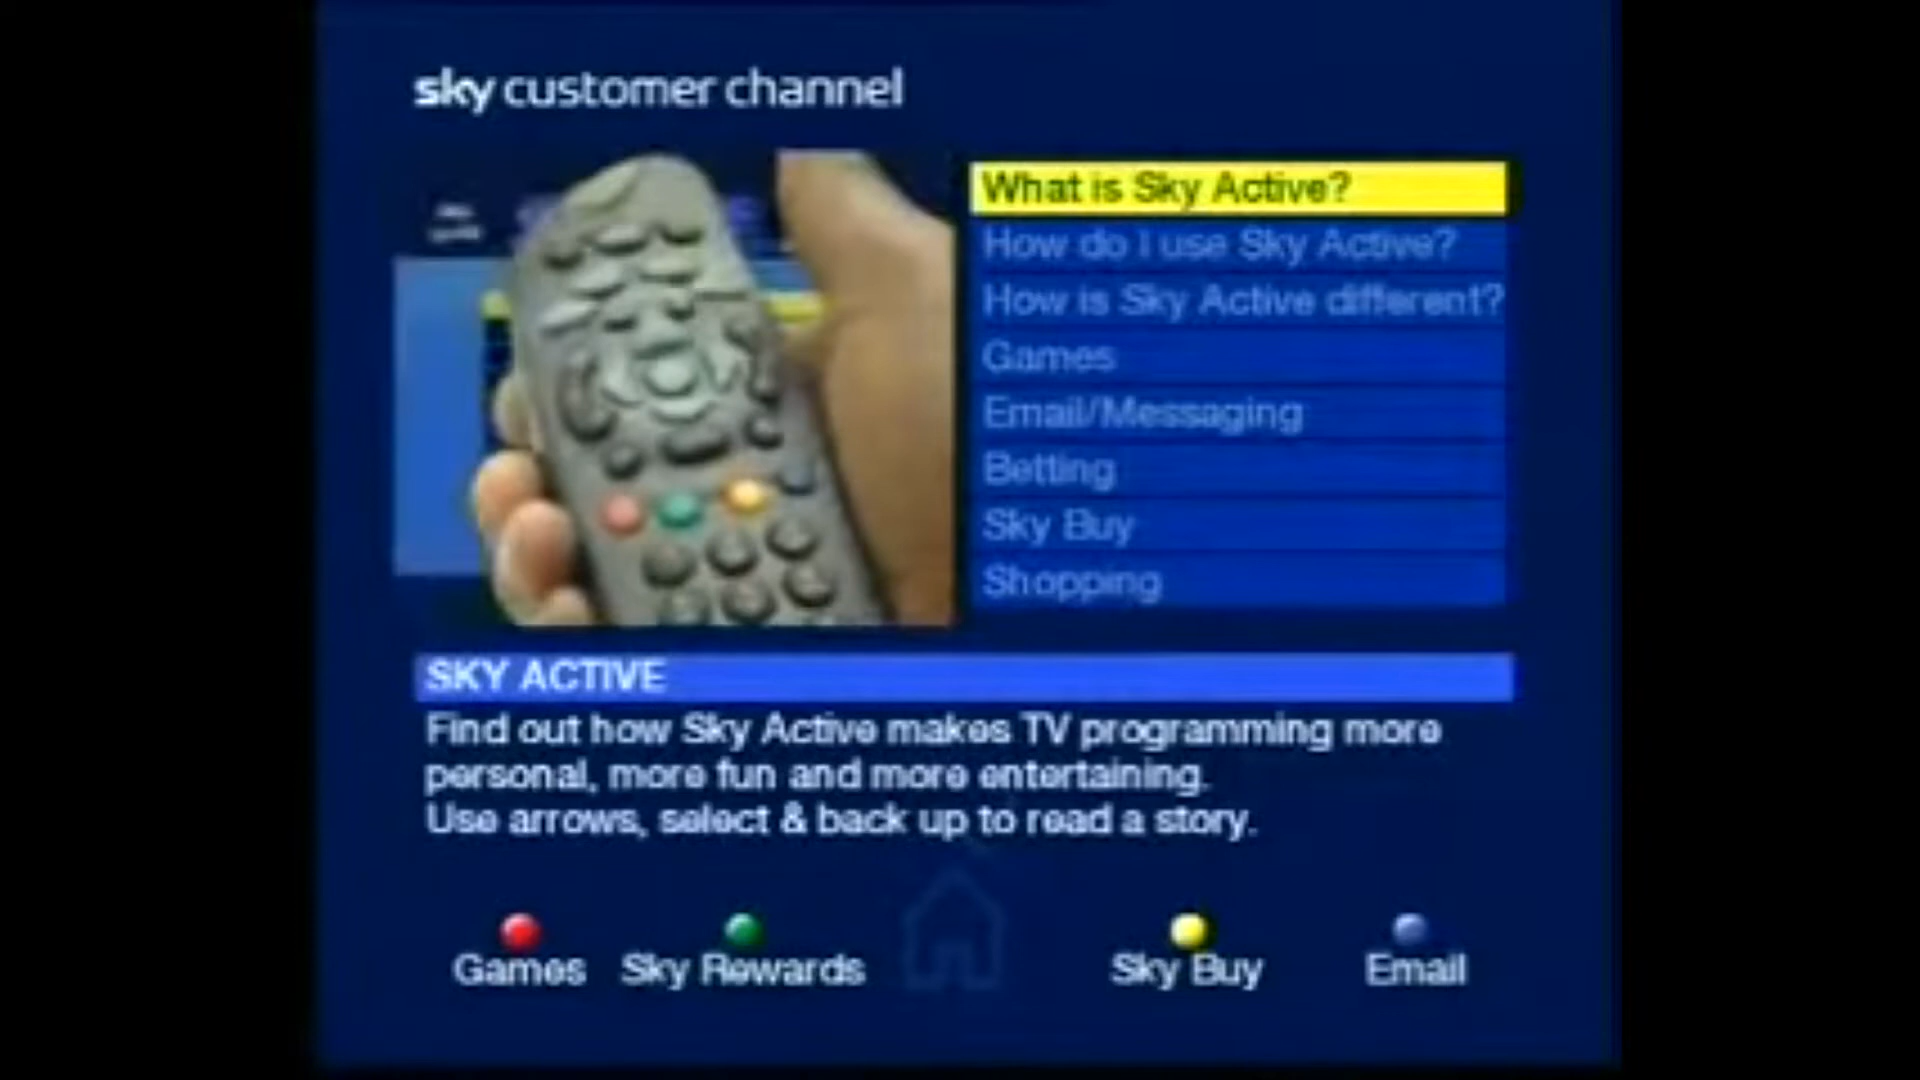 sky customer channel
What is Sky Active?
How do I use Sky Active?
How is Sky Active different?
Games
Email/Messaging
Betting
Sky Buy
Shopping
SKY ACTIVE
Find out how Sky Active makes TV programming more
personal, more fun and more entertaining.
Use arrows, select & back up to read a story.
Games
Sky Rewards
Sky Buy
Email